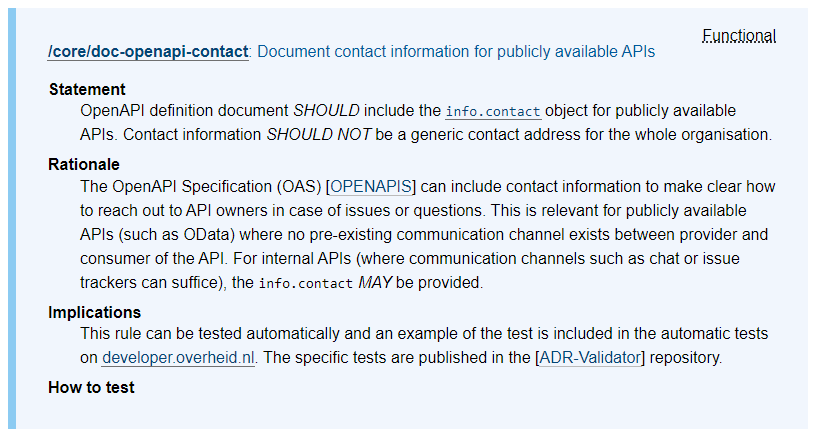 Functional
/core/doc-openapi-contact: Document contact information for publicly available APIs
Statement
OpenAPI definition document SHOULD include the info.contact object for publicly available
APIs. Contact information SHOULD NOT be a generic contact address for the whole organisation.
Rationale
The OpenAPI Specification (OAS) [OPENAPIS] can include contact information to make clear how
to reach out to API owners in case of issues or questions. This is relevant for publicly available
APIs (such as OData) where no pre-existing communication channel exists between provider and
consumer of the API. For internal APIs (where communication channels such as chat or issue
trackers can suffice), the info.contact MAY be provided.
Implications
This rule can be tested automatically and an example of the test is included in the automatic tests
on developer.overheid.nl. The specific tests are published in the [ADR-Validator] repository.
How to test